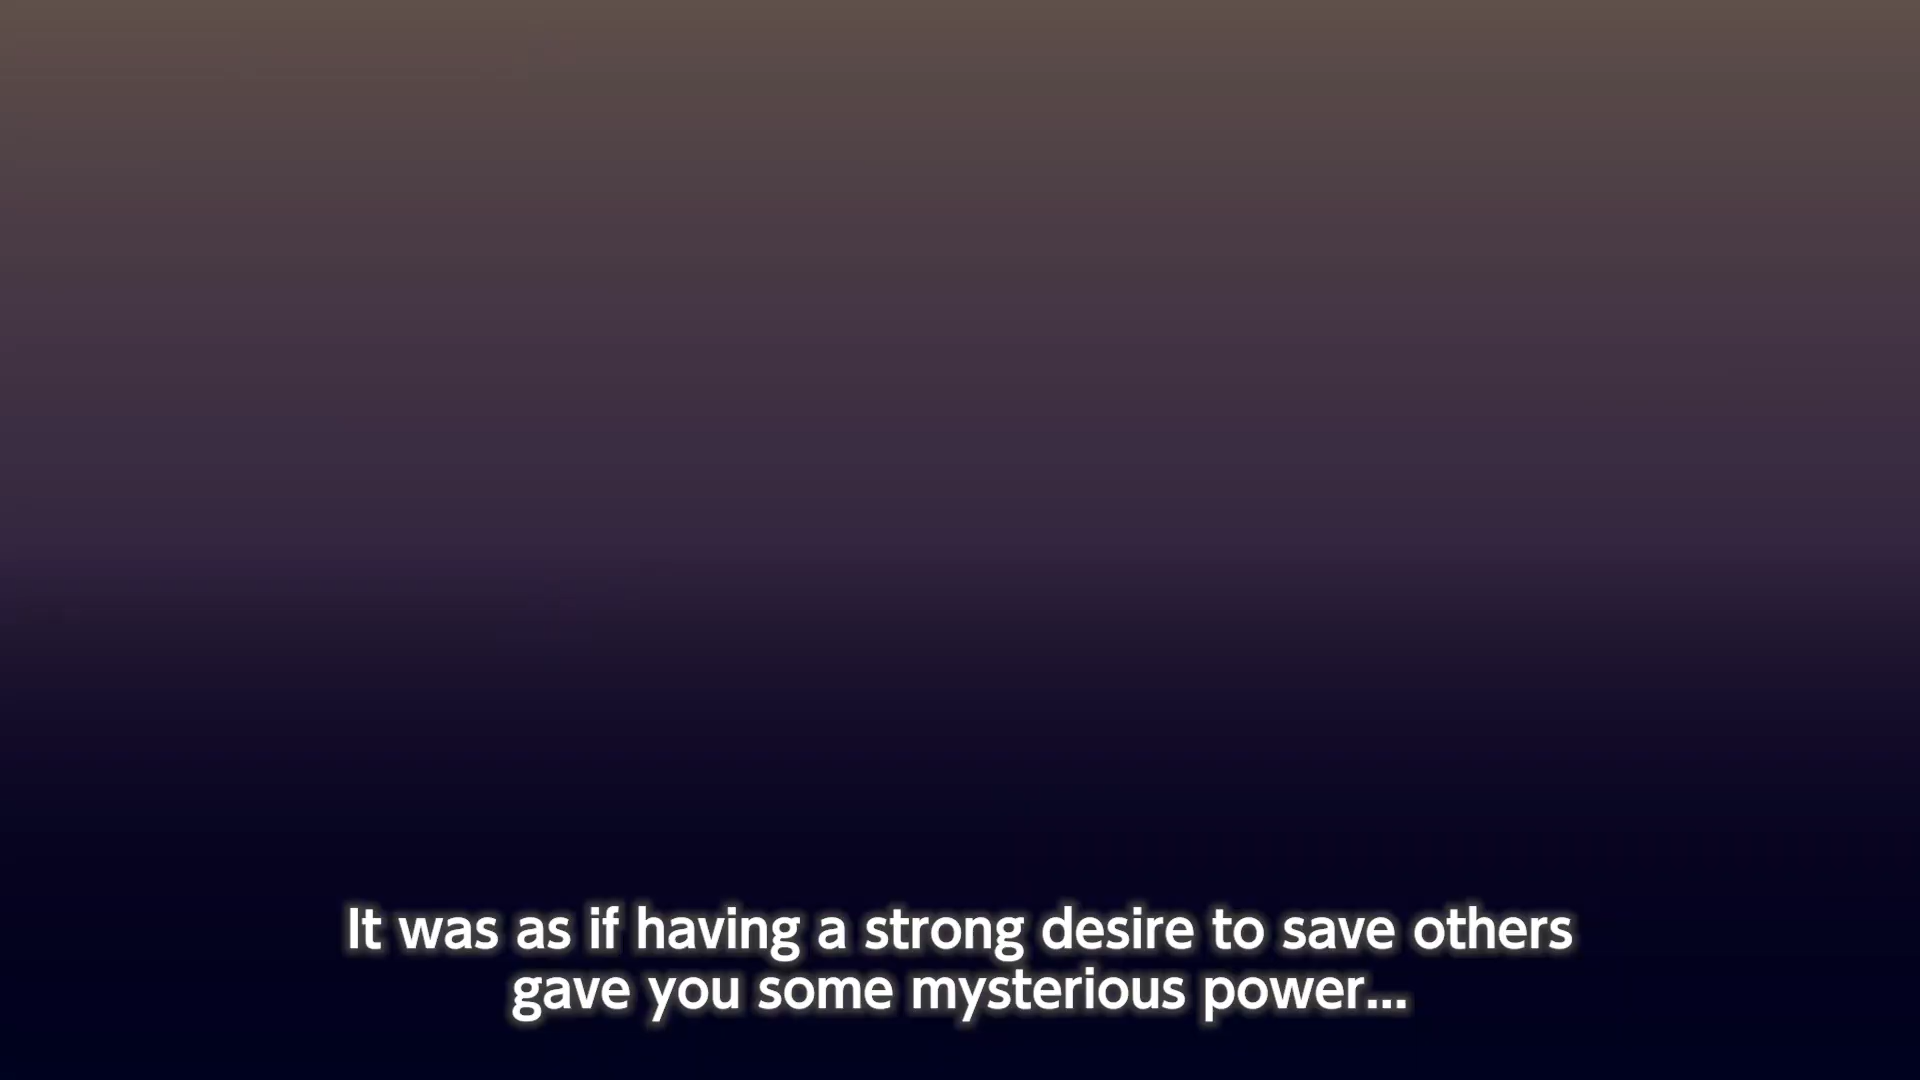 It was as if having a strong desire to save others
gave you some mysterious power...